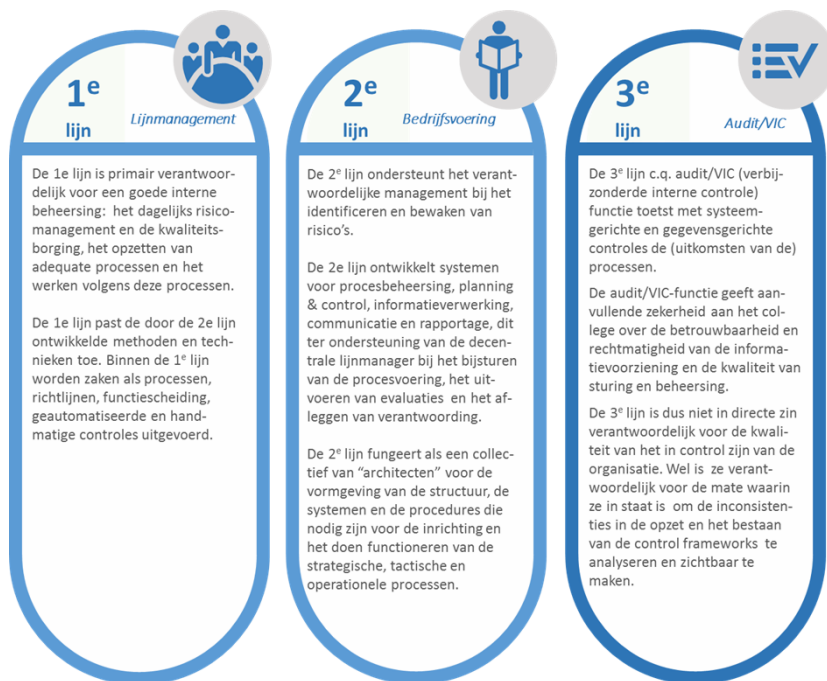 1e
lijn
Lijnmanagement
De 1e lijn is primair verantwoor-
delijk voor een goede interne
beheersing: het dagelijks risico-
management en de kwaliteits-
borging, het opzetten van
adequate processen en het
werken volgens deze processen.
De 1e lijn past de door de 2e lijn
ontwikkelde methoden en tech-
nieken toe. Binnen de 1e lijn
worden zaken als processen,
richtlijnen, functiescheiding,
geautomatiseerde en hand-
matige controles uitgevoerd.
2e
lijn
Bedrijfsvoering
De 2e lijn ondersteunt het verant-
woordelijke management bij het
identificeren en bewaken van
risico's.
De 2e lijn ontwikkelt systemen
voor procesbeheersing, planning
& control, informatieverwerking,
communicatie en rapportage, dit
ter ondersteuning van de decen-
trale lijnmanager bij het bijsturen
van de procesvoering, het uit-
voeren van evaluaties en het af-
leggen van verantwoording.
De 2e lijn fungeert als een collec-
tief van "architecten" voor de
vormgeving van de structuur, de
systemen en de procedures die
nodig zijn voor de inrichting en
het doen functioneren van de
strategische, tactische en
operationele processen.
3e
lijn
Audit/VIC
De 3e lijn c.q. audit/VIC (verbij-
zonderde interne controle)
functie toetst met systeem-
gerichte en gegevensgerichte
controles de (uitkomsten van de)
processen.
De audit/VIC-functie geeft aan-
vullende zekerheid aan het col-
lege over de betrouwbaarheid en
rechtmatigheid van de informa-
tievoorziening en de kwaliteit van
sturing en beheersing.
De 3e lijn is dus niet in directe zin
verantwoordelijk voor de kwali-
teit van het in control zijn van de
organisatie. Wel is ze verant-
woordelijk voor de mate waarin
ze in staat is om de inconsisten-
ties in de opzet en het bestaan
van de control frameworks te
analyseren en zichtbaar te
maken.